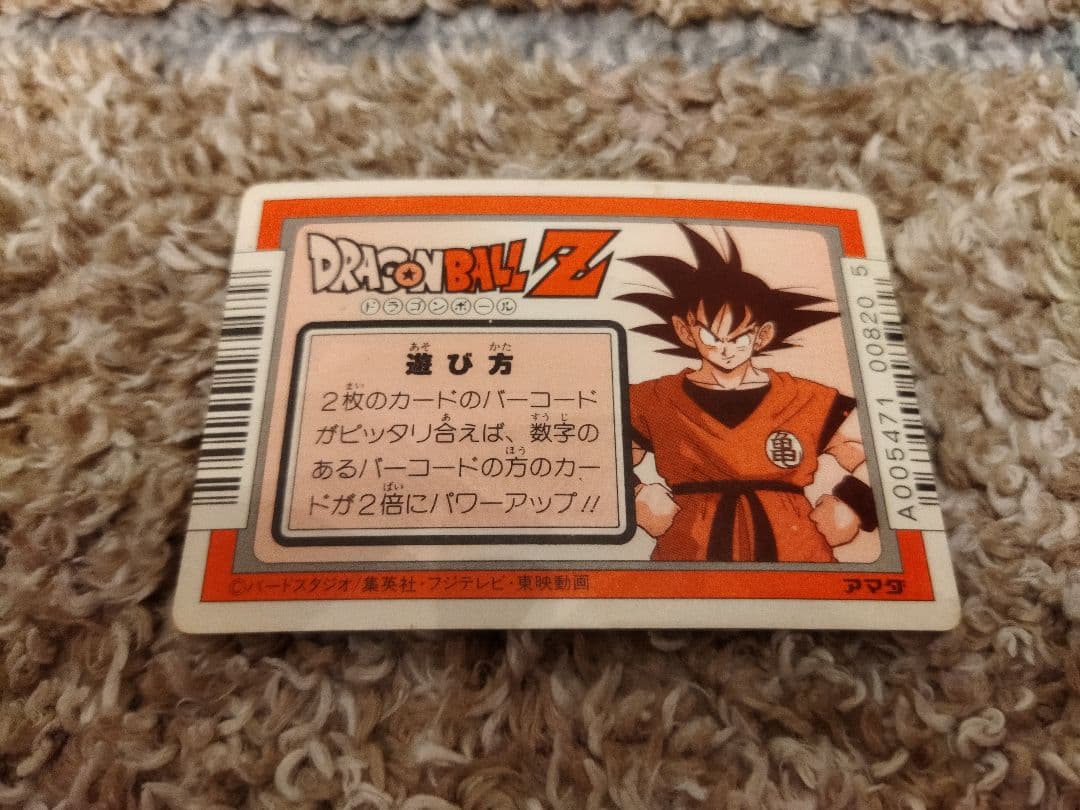 DRAGON BALL Z
ドラゴンボール
遊び方
2枚のカードのバーコード
がピッタリ合えば、数字の
あるバーコードの方のカー
ドが2倍にパワーアップ!!
亀
A005471 00820 5
©バードスタジオ/集英社・フジテレビ・東映動画
アマダ